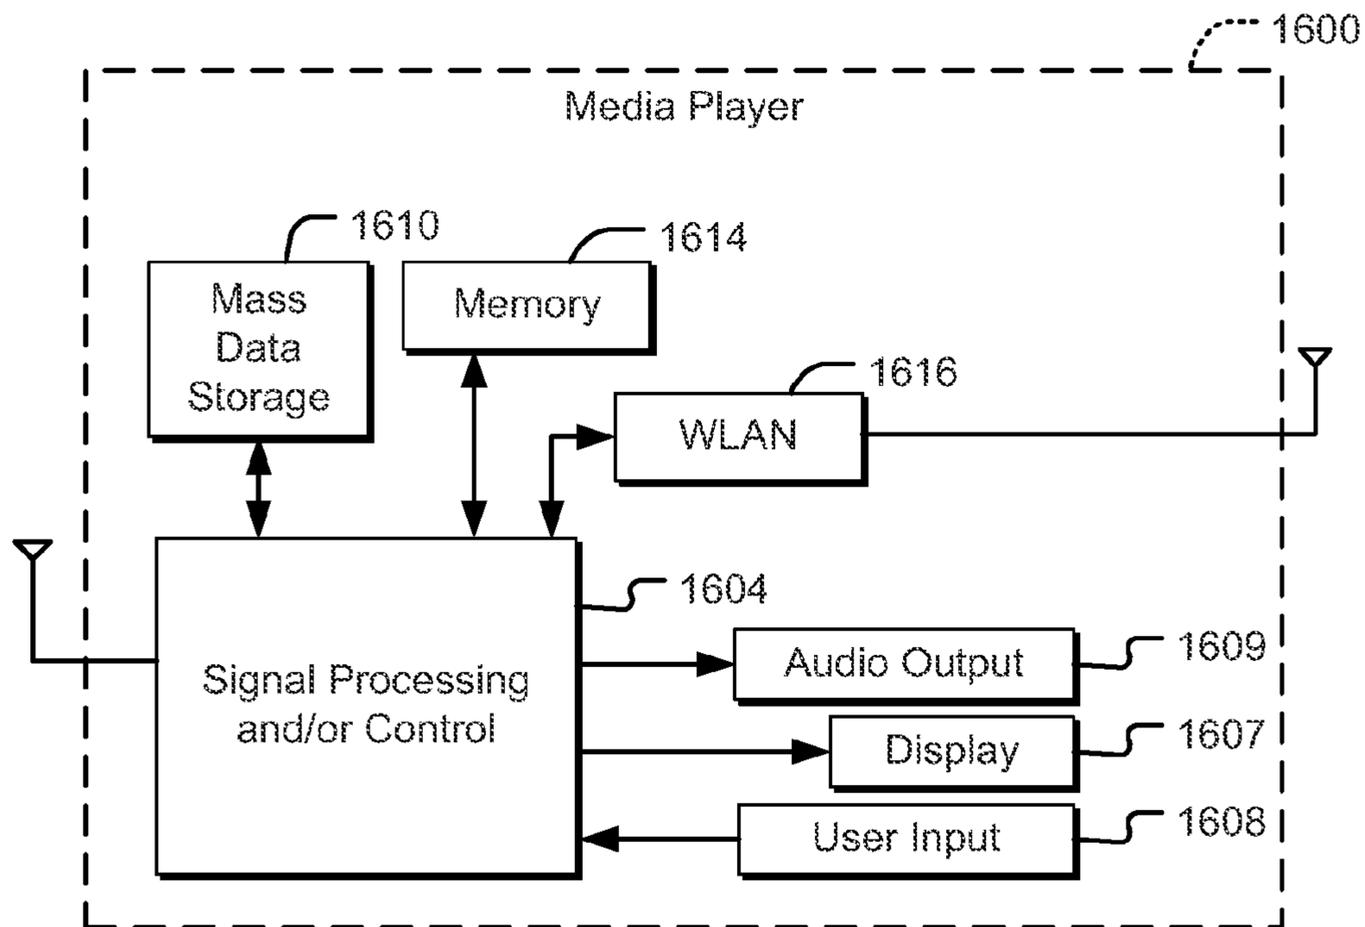 1600
Media Player
1610
1614
Mass
Data
Storage
Memory
1616
WLAN
1604
Signal Processing
and/or Control
Audio Output
1609
Display
1607
User Input
1608